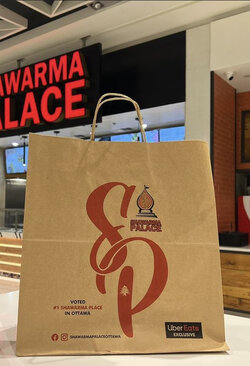 SHAWARMA
PALACE
SHAWARMA
PALACE
SP
VOTED
#1 SHAWARMA PLACE
IN OTTAWA
SHAWARMAPALACEOTTAWA
Uber Eats
EXCLUSIVE